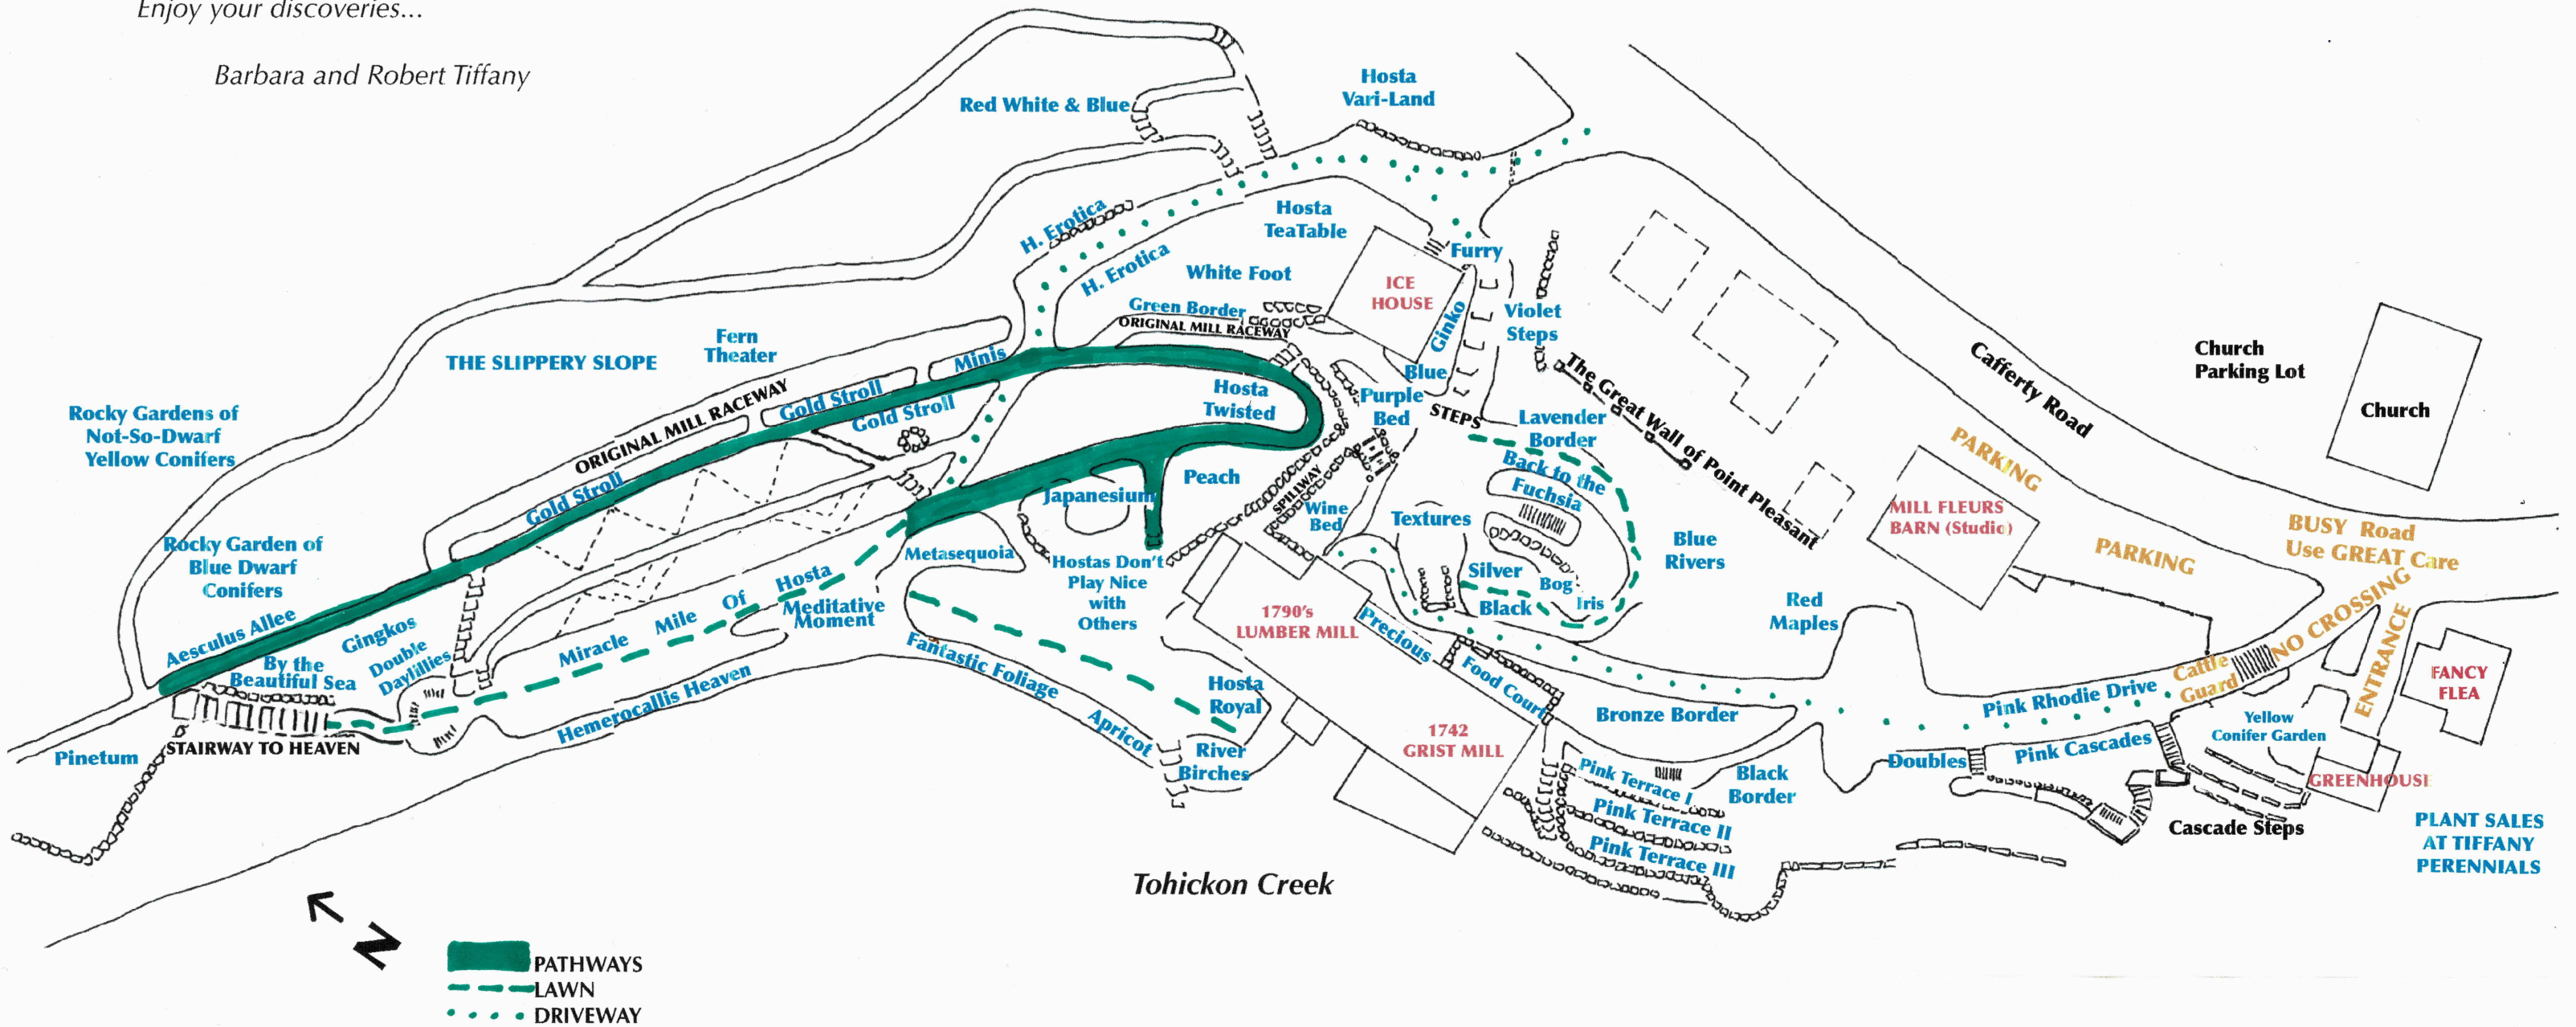 Enjoy your discoveries...
Barbara and Robert Tiffany
Hosta
Vari-Land
Red White & Blue
H. Erotica
H. Erotica
Hosta
TeaTable
White Foot
Furry
ICE
HOUSE
Ginko
Violet
Steps
Green Border
ORIGINAL MILL RACEWAY
Fern
Theater
THE SLIPPERY SLOPE
Minis
Gold Stroll
Gold Stroll
Gold Stroll
ORIGINAL MILL RACEWAY
Rocky Gardens of
Not-So-Dwarf
Yellow Conifers
Hosta
Twisted
Blue
Purple
Bed
STEPS
Lavender
Border
The Great Wall of Point Pleasant
Cafferty Road
Church
Parking Lot
Church
PARKING
Back to the
Fuchsia
Peach
Japanesium
SPILLWAY
Wine
Bed
Textures
MILL FLEURS
BARN (Studio)
BUSY Road
Use GREAT Care
PARKING
Rocky Garden of
Blue Dwarf
Conifers
Metasequoia
Hostas Don't
Play Nice
with
Others
Blue
Rivers
Silver
Bog
Iris
Black
Miracle Mile Of Hosta
Meditative
Moment
1790's
LUMBER MILL
Precious
Red
Maples
NO CROSSING
ENTRANCE
Aesculus Allee
Gingkos
Double
Daylillies
By the
Beautiful Sea
Fantastic Foliage
Hosta
Royal
Food Court
Cattle
Guard
FANCY
FLEA
Hemerocallis Heaven
Apricot
Bronze Border
Pink Rhodie Drive
Yellow
Conifer Garden
Pinetum
STAIRWAY TO HEAVEN
River
Birches
1742
GRIST MILL
Pink Terrace I
Pink Terrace II
Pink Terrace III
Black
Border
Doubles
Pink Cascades
GREENHOUSE
Cascade Steps
PLANT SALES
AT TIFFANY
PERENNIALS
Tohickon Creek
N
PATHWAYS
LAWN
DRIVEWAY